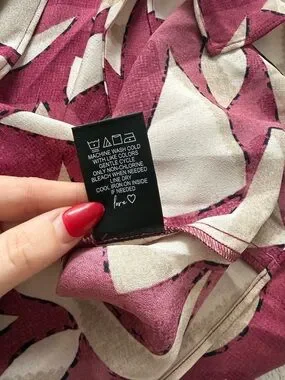 MACHINE WASH COLD
WITH LIKE COLORS
GENTLE CYCLE
ONLY NON-CHLORINE
BLEACH WHEN NEEDED
LINE DRY
COOL IRON ON INSIDE
IF NEEDED
love♡